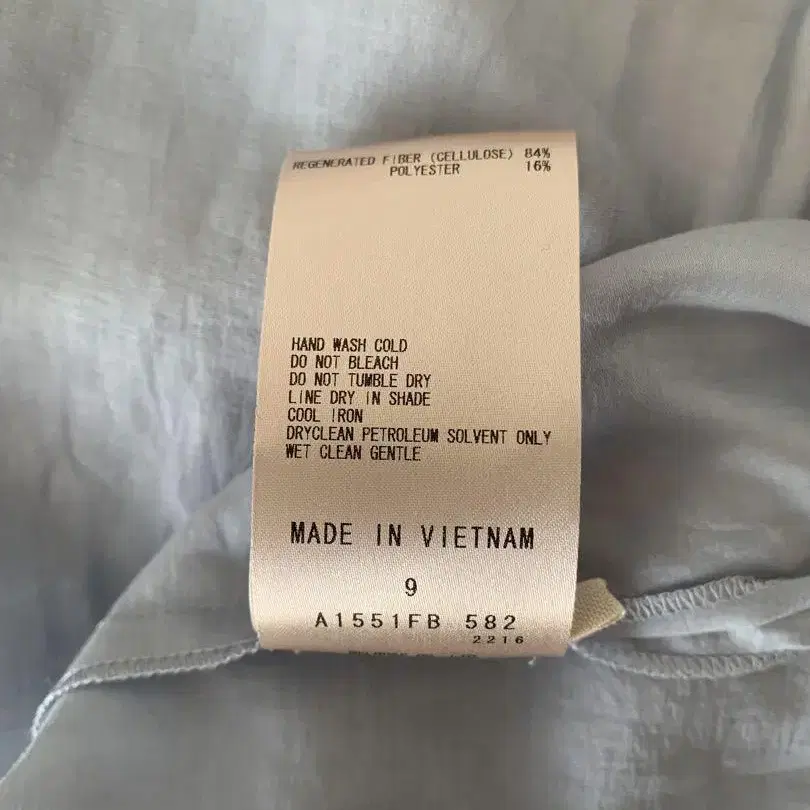 REGENERATED FIBER (CELLULOSE) 84%
POLYESTER 16%
HAND WASH COLD
DO NOT BLEACH
DO NOT TUMBLE DRY
LINE DRY IN SHADE
COOL IRON
DRYCLEAN PETROLEUM SOLVENT ONLY
WET CLEAN GENTLE
MADE IN VIETNAM
9
A1551FB 582
2216